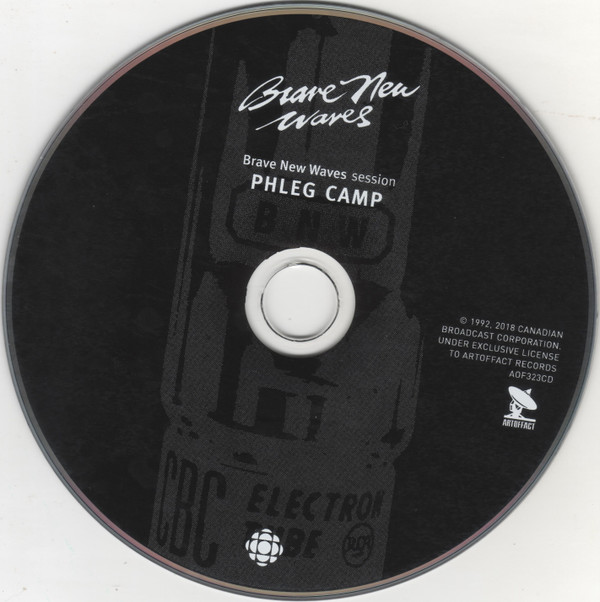 Brave New
Waves
Brave New Waves session
PHLEG CAMP
B N W
© 1992, 2018 CANADIAN
BROADCAST CORPORATION.
UNDER EXCLUSIVE LICENSE
TO ARTOFFACT RECORDS
AOF323CD
ARTOFFACT
CBC
ELECTRON
TUBE
RCA